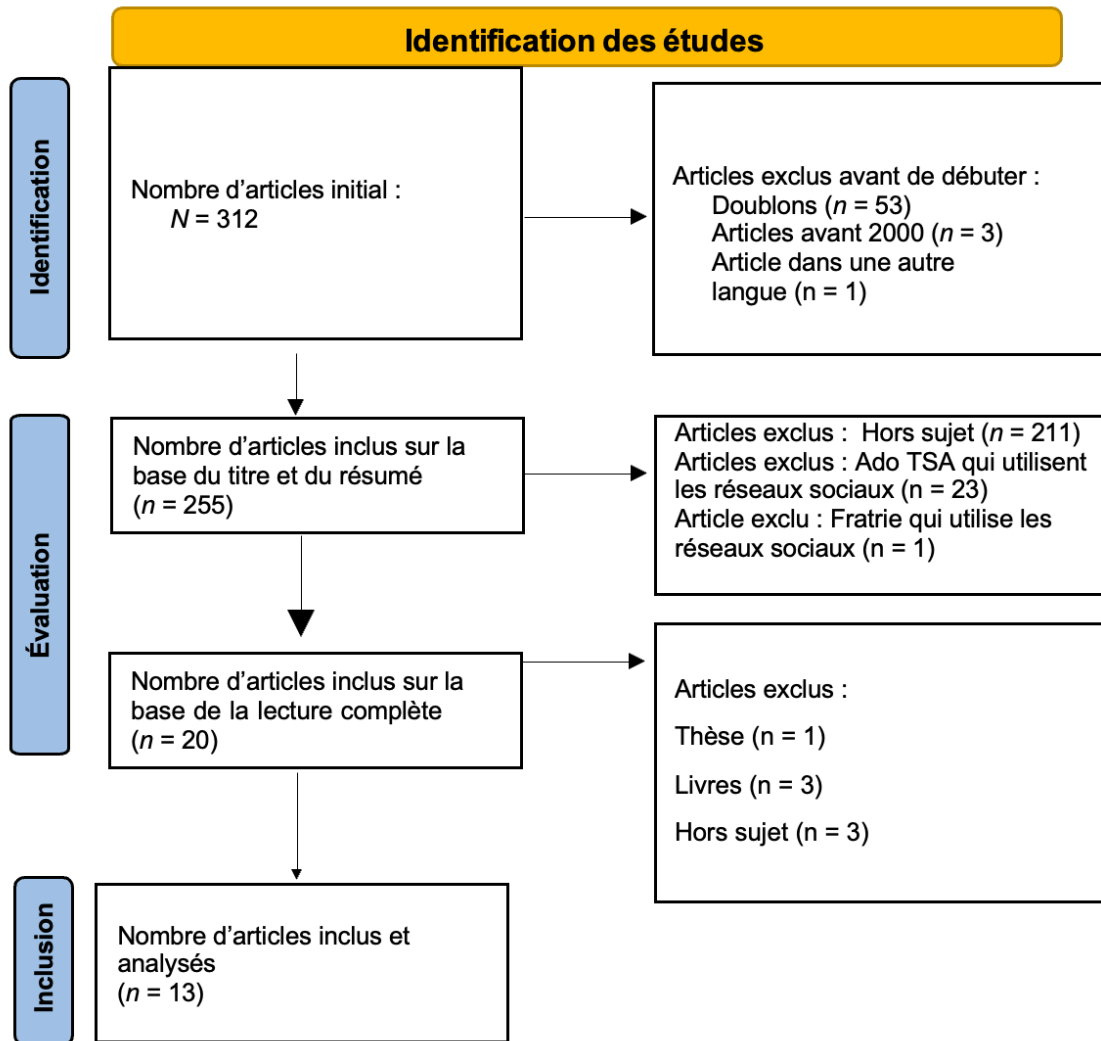 Identification des études
Identification
Nombre d'articles initial :
N = 312
Articles exclus avant de débuter :
Doublons (n = 53)
Articles avant 2000 (n = 3)
Article dans une autre
langue (n = 1)
Évaluation
Nombre d'articles inclus sur la
base du titre et du résumé
(n = 255)
Articles exclus : Hors sujet (n = 211)
Articles exclus : Ado TSA qui utilisent
les réseaux sociaux (n = 23)
Article exclu : Fratrie qui utilise les
réseaux sociaux (n = 1)
Nombre d'articles inclus sur la
base de la lecture complète
(n = 20)
Articles exclus :
Thèse (n = 1)
Livres (n = 3)
Hors sujet (n = 3)
Inclusion
Nombre d'articles inclus et
analysés
(n = 13)